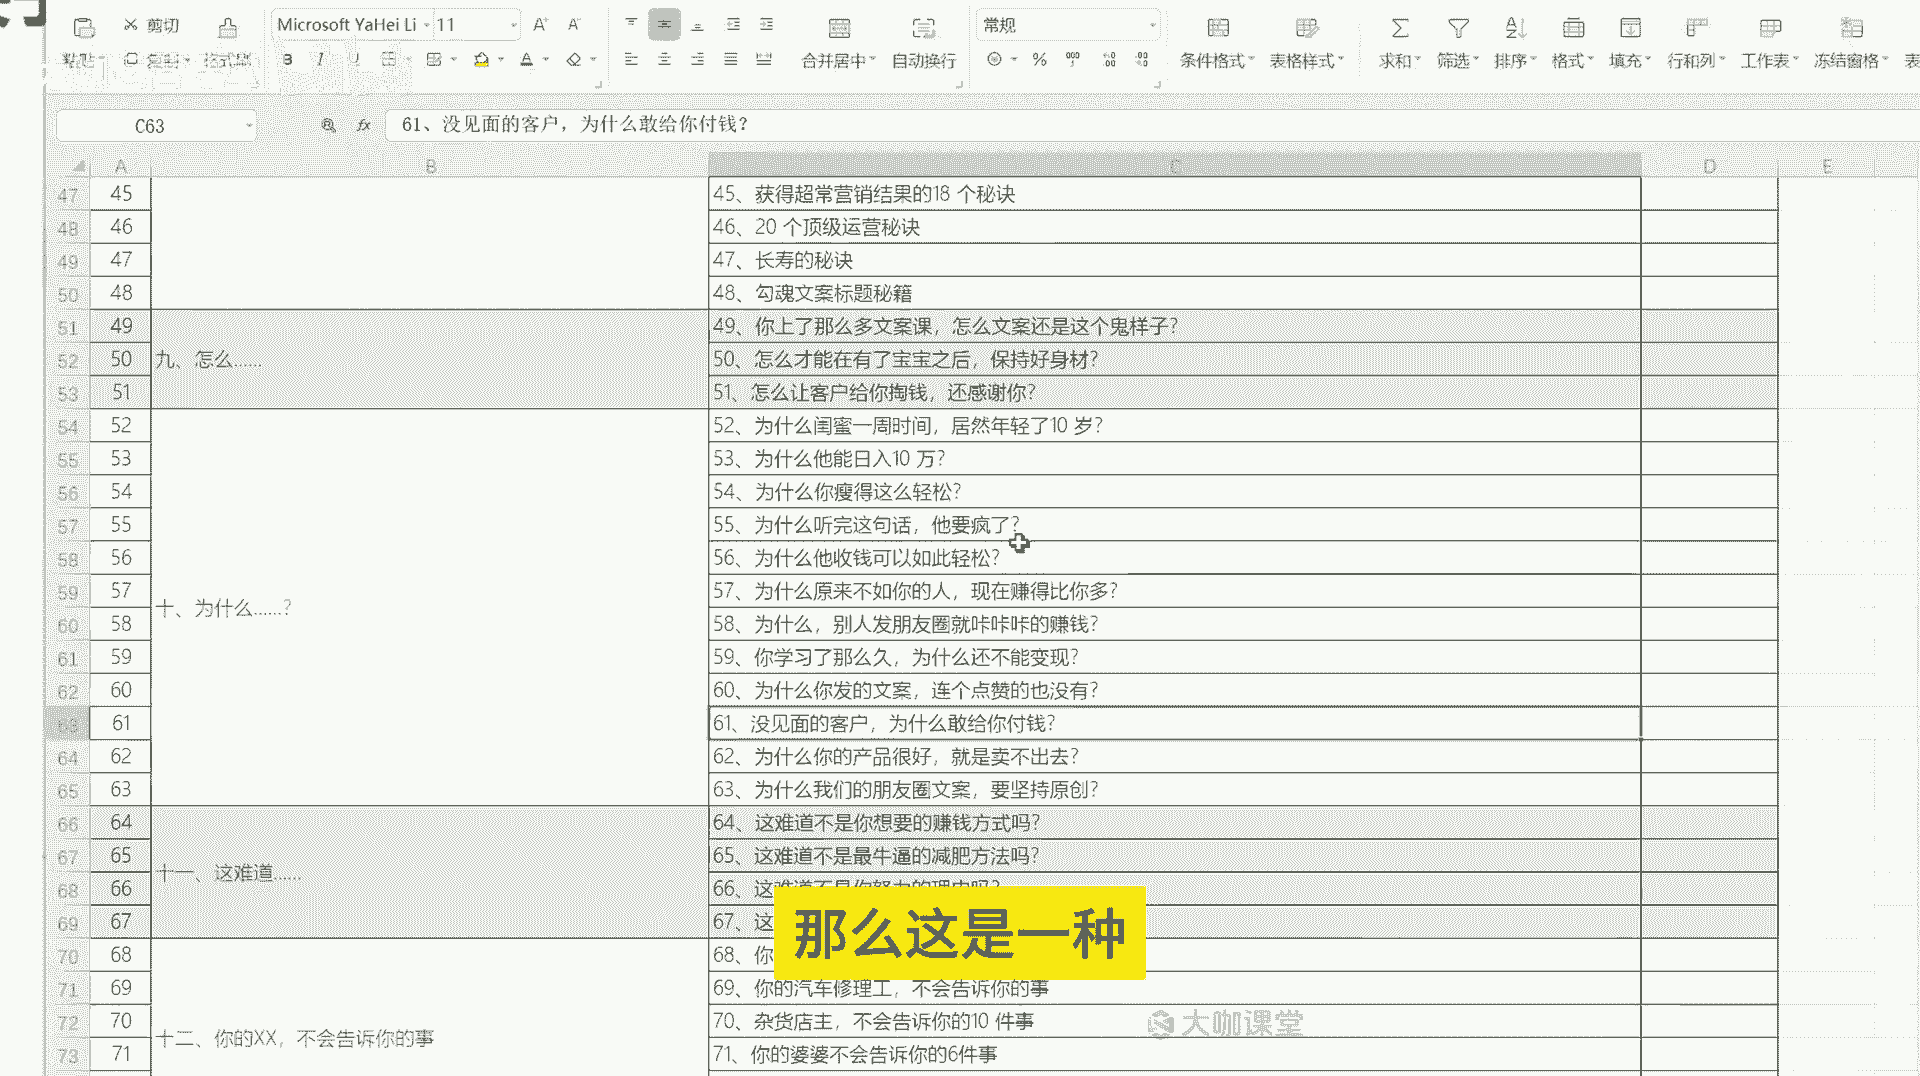 剪切
Microsoft YaHei Li
11
A⁺ A⁻
常规
B I U
A
合并居中
自动换行
%
条件格式
表格样式
求和
筛选
排序
格式
填充
行和列
工作表
冻结窗格
表
C63
fx
61、没见面的客户，为什么敢给你付钱？
A B C D E
47 45 45、获得超常营销结果的18 个秘诀
48 46 46、20 个顶级运营秘诀
49 47 47、长寿的秘诀
50 48 48、勾魂文案标题秘籍
51 49 49、你上了那么多文案课，怎么文案还是这个鬼样子？
52 50 九、怎么...... 50、怎么才能在有了宝宝之后，保持好身材？
53 51 51、怎么让客户给你掏钱，还感谢你？
54 52 52、为什么闺蜜一周时间，居然年轻了10 岁？
55 53 53、为什么他能日入10 万？
56 54 54、为什么你瘦得这么轻松？
57 55 55、为什么听完这句话，他要疯了？
58 56 56、为什么他收钱可以如此轻松？
59 57 57、为什么原来不如你的人，现在赚得比你多？
十、为什么......？
60 58 58、为什么，别人发朋友圈就咔咔咔的赚钱？
61 59 59、你学习了那么久，为什么还不能变现？
62 60 60、为什么你发的文案，连个点赞的也没有？
63 61 61、没见面的客户，为什么敢给你付钱？
64 62 62、为什么你的产品很好，就是卖不出去？
65 63 63、为什么我们的朋友圈文案，要坚持原创？
66 64 64、这难道不是你想要的赚钱方式吗？
67 65 65、这难道不是最牛逼的减肥方法吗？
十一、这难道......
68 66 66、这难道不是你努力的理由吗？
69 67 67、这
那么这是一种
70 68 68、你
71 69 69、你的汽车修理工，不会告诉你的事
72 70 70、杂货店主，不会告诉你的10 件事
十二、你的XX，不会告诉你的事
73 71 71、你的婆婆不会告诉你的6件事
大咖课堂